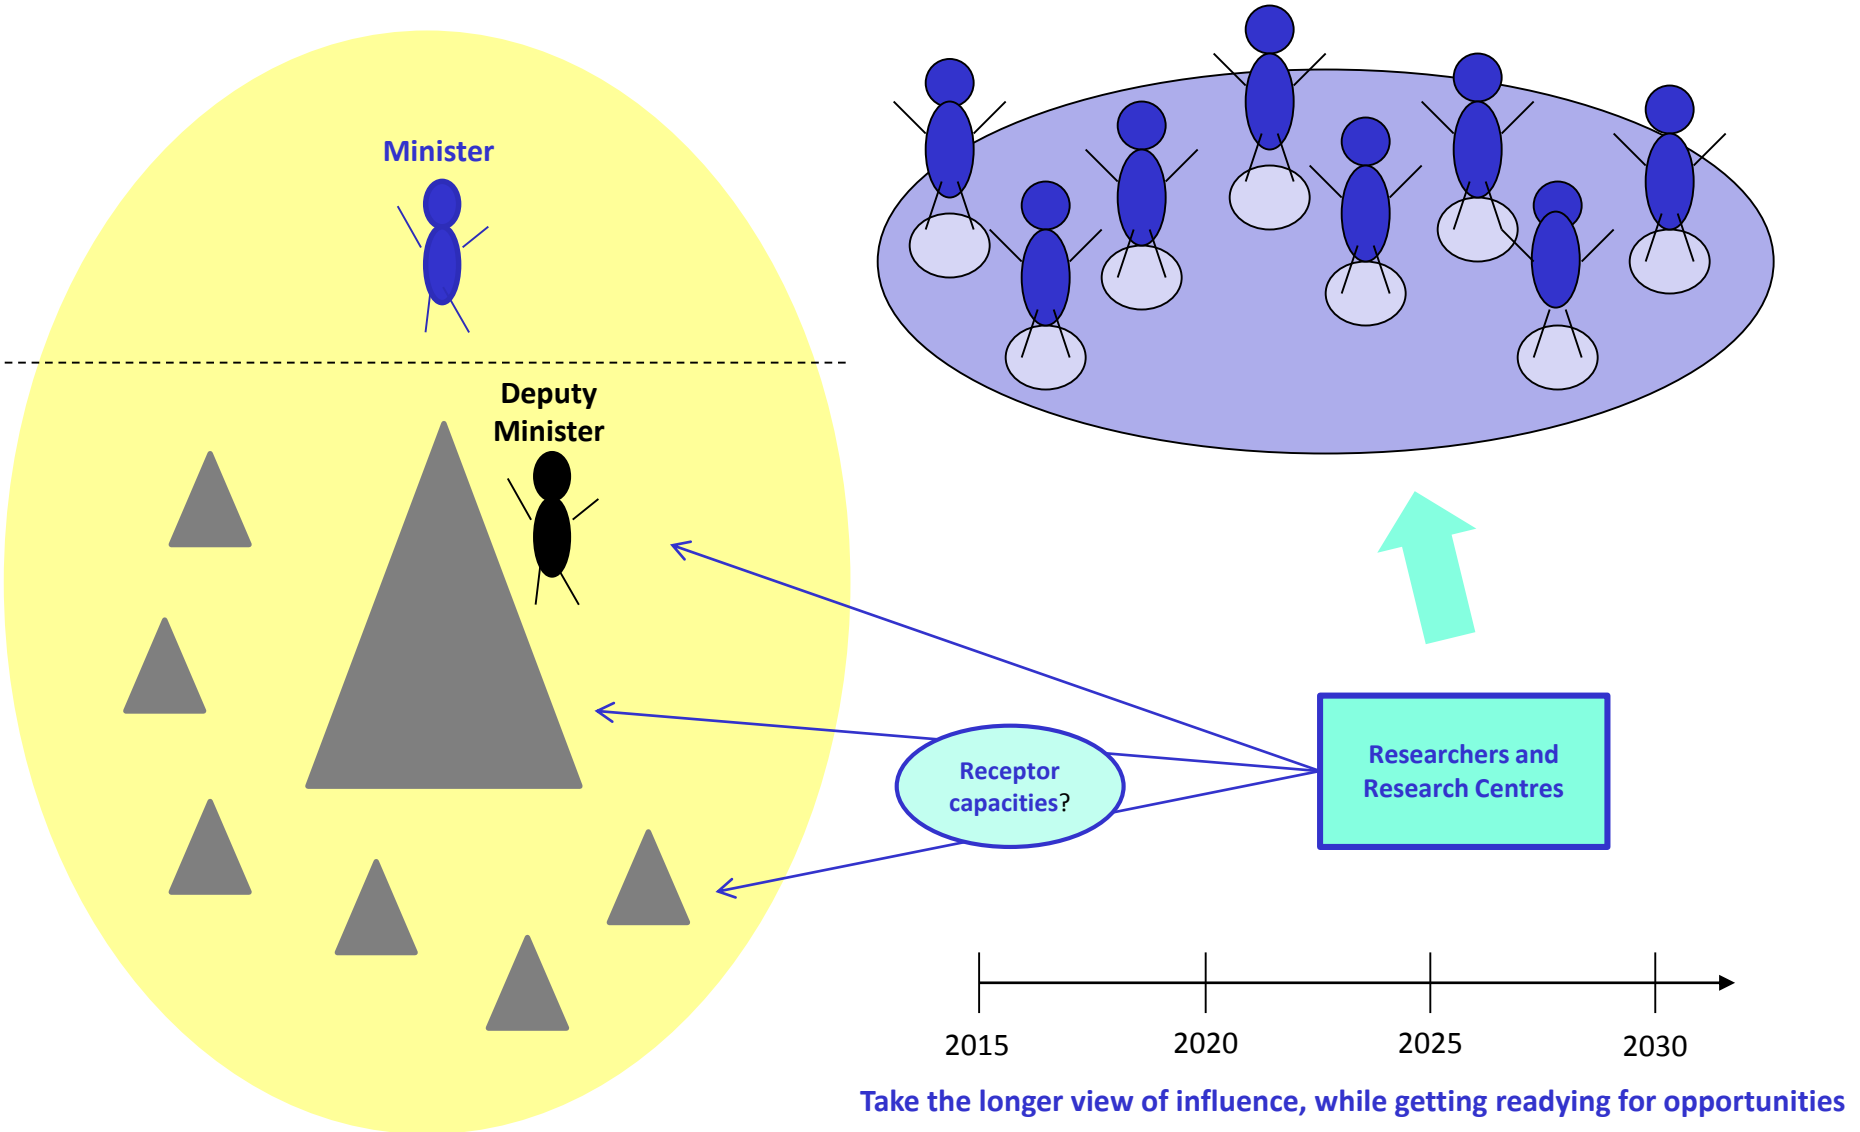 Minister
Deputy
Minister
Receptor
capacities?
Researchers and
Research Centres
2015
2020
2025
2030
Take the longer view of influence, while getting readying for opportunities